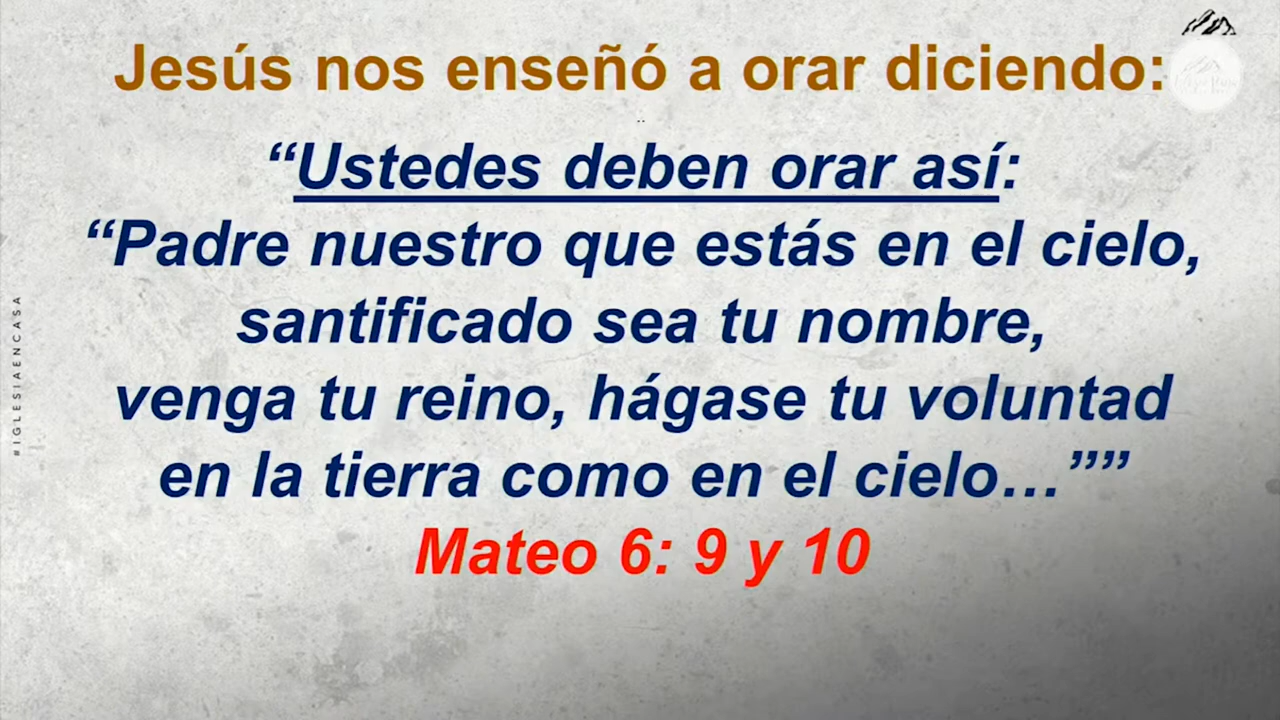 Jesús nos enseñó a orar diciendo:
“Ustedes deben orar así:
“Padre nuestro que estás en el cielo,
santificado sea tu nombre,
venga tu reino, hágase tu voluntad
en la tierra como en el cielo…””
Mateo 6: 9 y 10
#IGLESIAENCASA